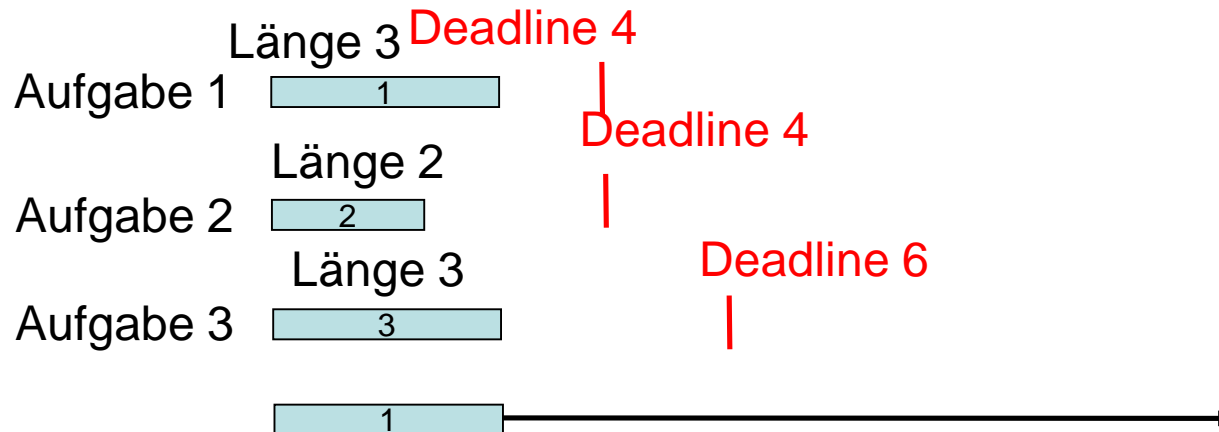 Länge 3 Deadline 4
Aufgabe 1 1
Deadline 4
Länge 2
Aufgabe 2 2
Länge 3 Deadline 6
Aufgabe 3 3
1